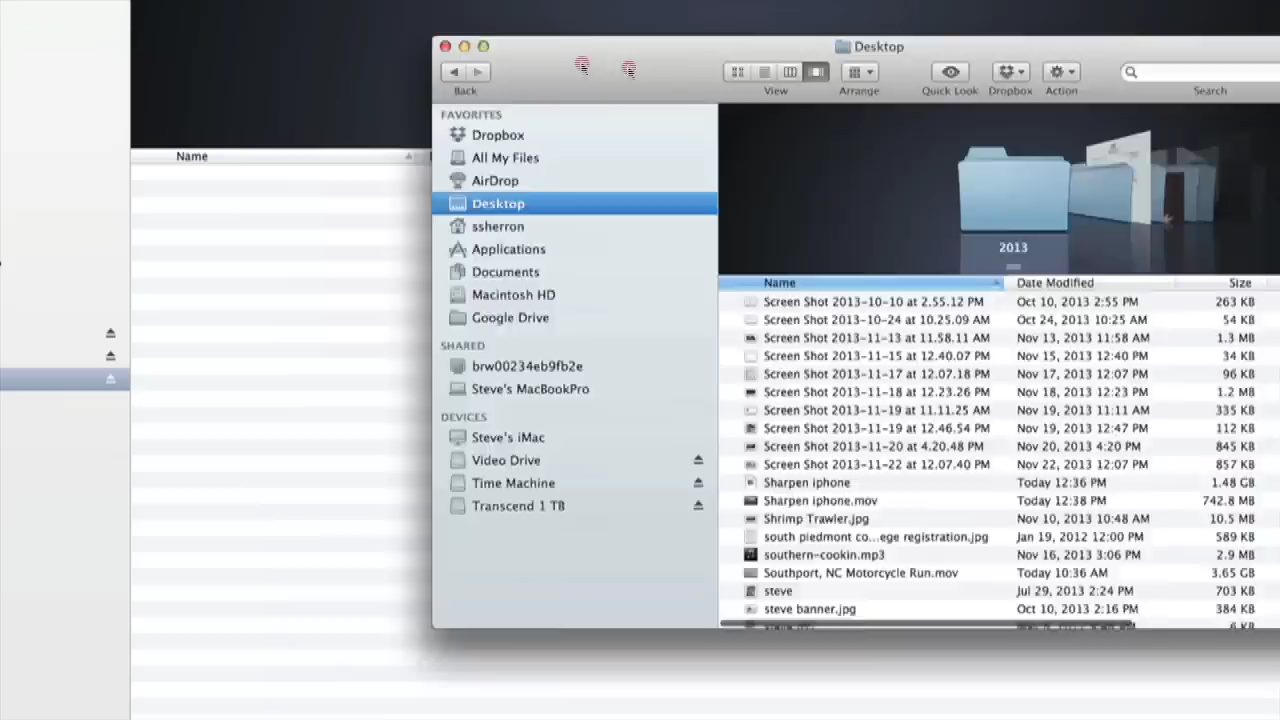 Desktop
Back
View
Arrange
Quick Look
Dropbox
Action
Search
Name
FAVORITES
Dropbox
All My Files
AirDrop
Desktop
ssherron
Applications
Documents
Macintosh HD
Google Drive
SHARED
brw00234eb9fb2e
Steve's MacBookPro
DEVICES
Steve's iMac
Video Drive
Time Machine
Transcend 1 TB
2013
Name Date Modified Size
Screen Shot 2013-10-10 at 2.55.12 PM Oct 10, 2013 2:55 PM 263 KB
Screen Shot 2013-10-24 at 10.25.09 AM Oct 24, 2013 10:25 AM 54 KB
Screen Shot 2013-11-13 at 11.58.11 AM Nov 13, 2013 11:58 AM 1.3 MB
Screen Shot 2013-11-15 at 12.40.07 PM Nov 15, 2013 12:40 PM 34 KB
Screen Shot 2013-11-17 at 12.07.18 PM Nov 17, 2013 12:07 PM 96 KB
Screen Shot 2013-11-18 at 12.23.26 PM Nov 18, 2013 12:23 PM 1.2 MB
Screen Shot 2013-11-19 at 11.11.25 AM Nov 19, 2013 11:11 AM 335 KB
Screen Shot 2013-11-19 at 12.46.54 PM Nov 19, 2013 12:47 PM 112 KB
Screen Shot 2013-11-20 at 4.20.48 PM Nov 20, 2013 4:20 PM 845 KB
Screen Shot 2013-11-22 at 12.07.40 PM Nov 22, 2013 12:07 PM 857 KB
Sharpen iphone Today 12:36 PM 1.48 GB
Sharpen iphone.mov Today 12:38 PM 742.8 MB
Shrimp Trawler.jpg Nov 10, 2013 10:48 AM 10.5 MB
south piedmont co...ege registration.jpg Jan 19, 2012 12:00 PM 589 KB
southern-cookin.mp3 Nov 16, 2013 3:06 PM 2.9 MB
Southport, NC Motorcycle Run.mov Today 10:36 AM 3.65 GB
steve Jul 29, 2013 2:24 PM 703 KB
steve banner.jpg Oct 10, 2013 2:16 PM 384 KB